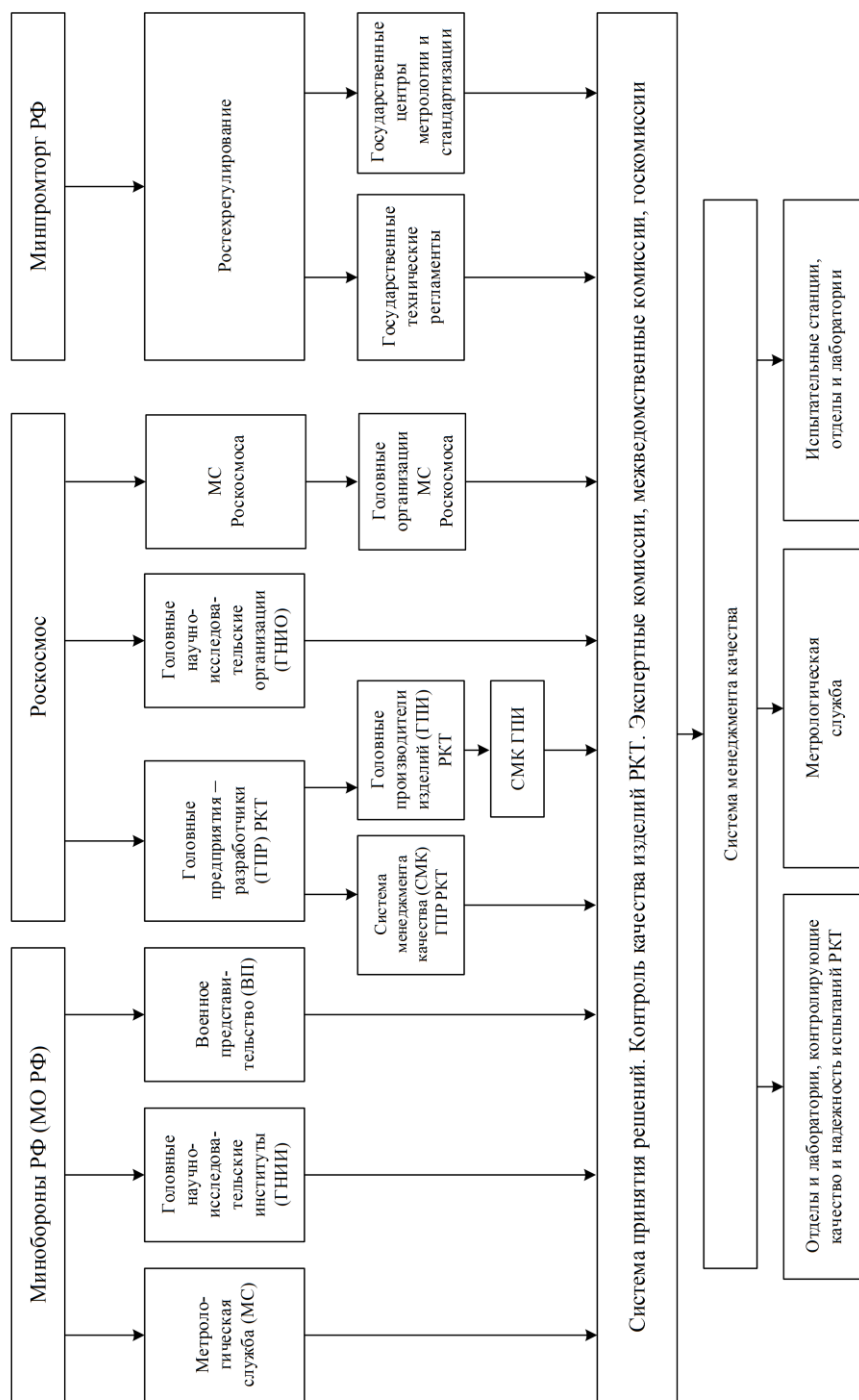 Минобороны РФ (МО РФ)
Роскосмос
Минпромторг РФ
Метроло-
гическая
служба (МС)
Головные
научно-
исследова-
тельские
институты
(ГНИИ)
Военное
представи-
тельство (ВП)
Головные
предприятия —
разработчики
(ГПР) РКТ
Головные
научно-
исследова-
тельские
организации
(ГНИО)
МС
Роскосмоса
Ростехрегулирование
Система
менеджмента
качества (СМК)
ГПР РКТ
Головные
производители
изделий (ГПИ)
РКТ
СМК ГПИ
Головные
организации
МС
Роскосмоса
Государственные
технические
регламенты
Государственные
центры
метрологии и
стандартизации
Система принятия решений. Контроль качества изделий РКТ. Экспертные комиссии, межведомственные комиссии, госкомиссии
Система менеджмента качества
Отделы и лаборатории, контролирующие
качество и надежность испытаний РКТ
Метрологическая
служба
Испытательные станции,
отделы и лаборатории